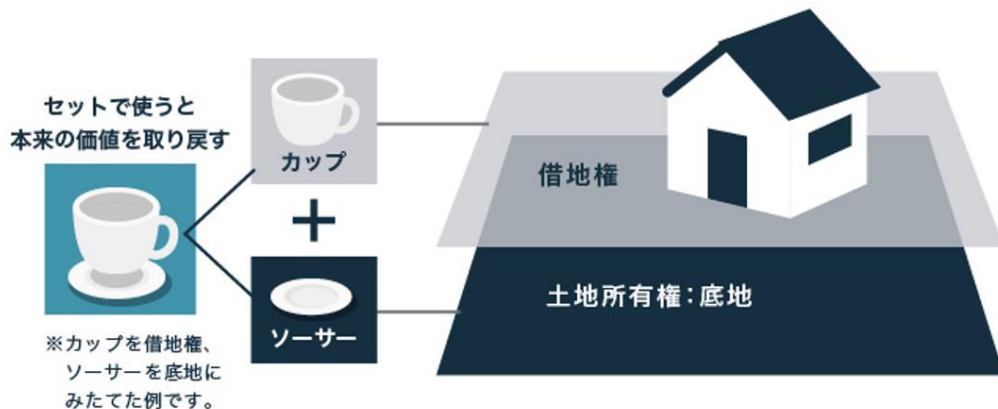 セットで使うと
本来の価値を取り戻す
カップ
ソーサー
※カップを借地権、
ソーサーを底地に
みたてた例です。
借地権
土地所有権：底地